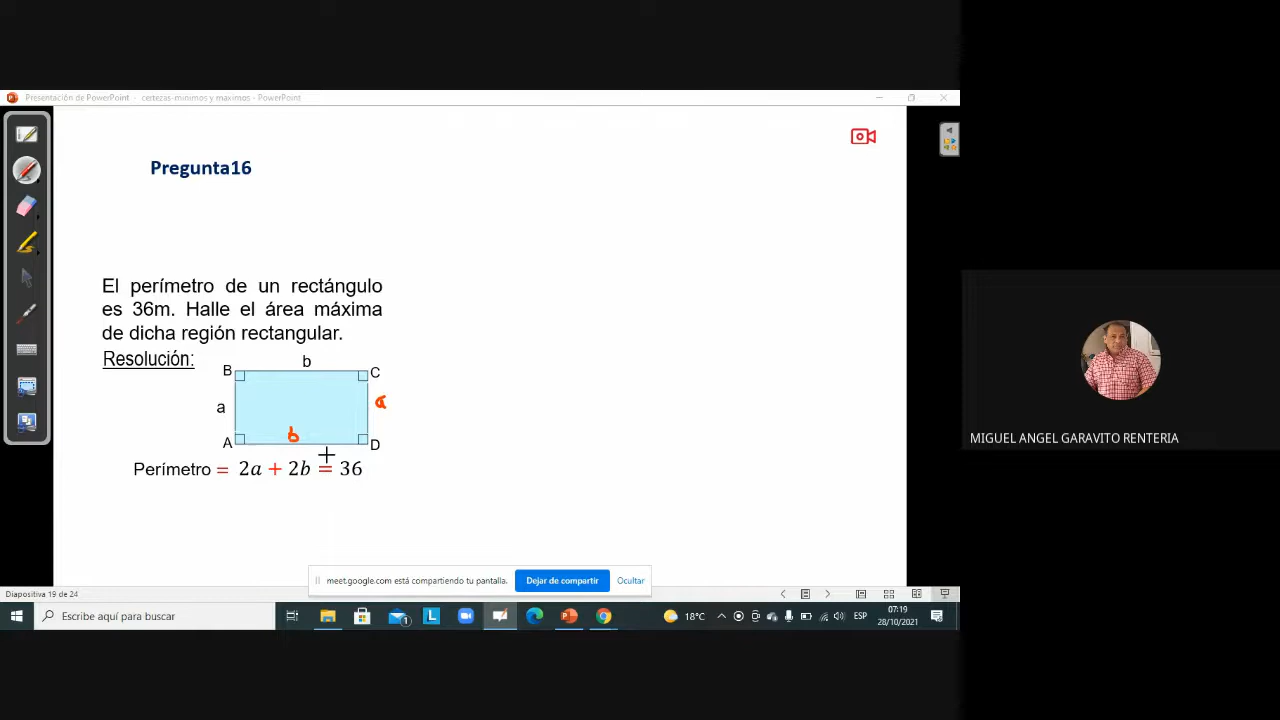 Presentación de PowerPoint - certezas-minimos y maximos - PowerPoint
Pregunta16
El perímetro de un rectángulo
es 36m. Halle el área máxima
de dicha región rectangular.
Resolución:
b
B
C
a
a
b
A
D
Perímetro = 2a + 2b = 36
MIGUEL ANGEL GARAVITO RENTERIA
meet.google.com está compartiendo tu pantalla.
Dejar de compartir
Ocultar
Diapositiva 19 de 24
Escribe aquí para buscar
1
L
18°C
ESP
07:19
28/10/2021